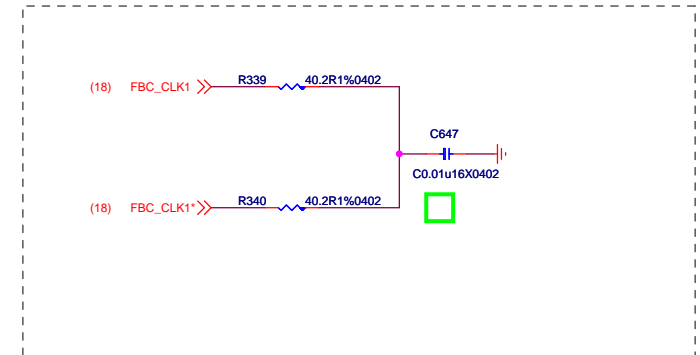 (18) FBC_CLK1 R339 40.2R1%0402
C647
C0.01u16X0402
(18) FBC_CLK1* R340 40.2R1%0402